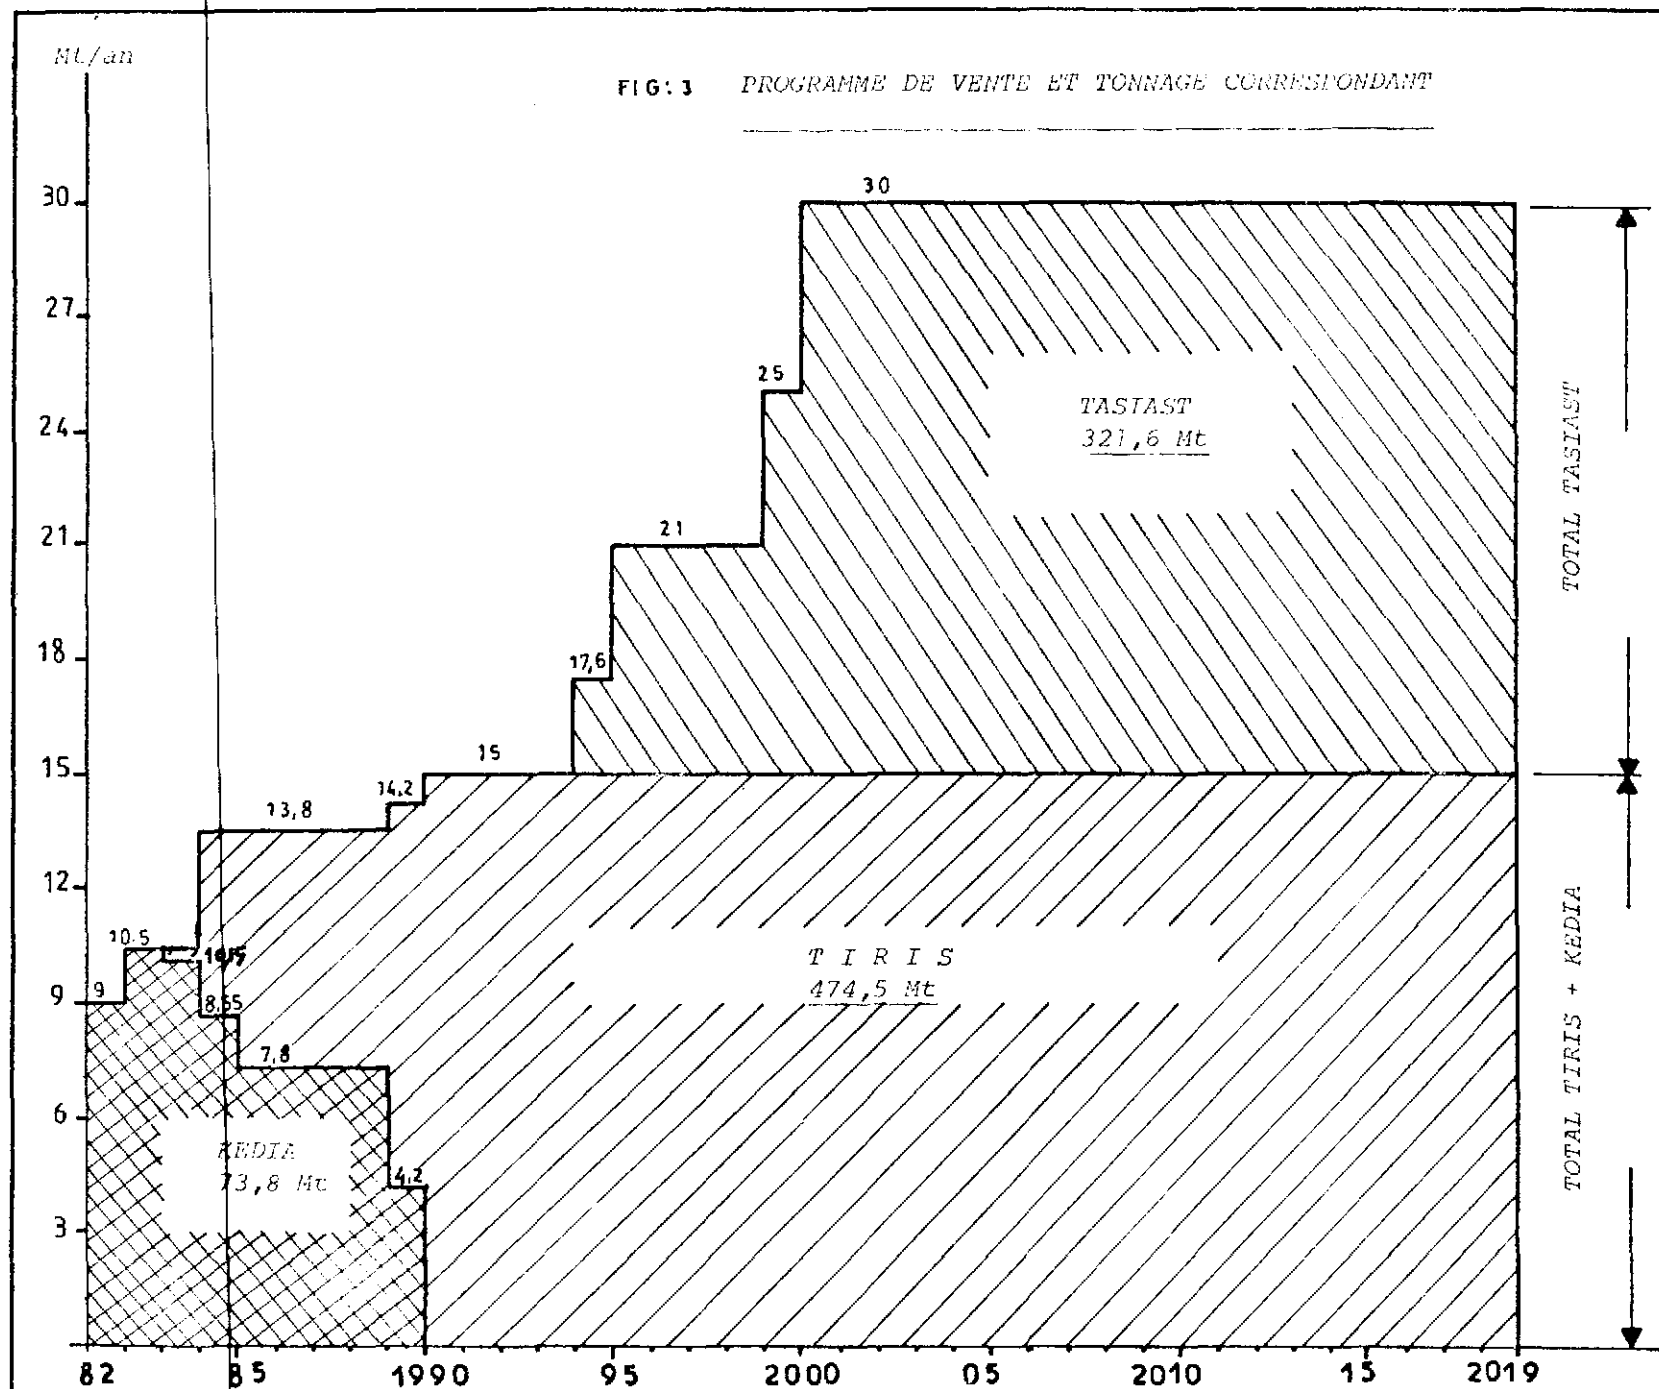 Mt/an
FIG: 3 PROGRAMME DE VENTE ET TONNAGE CORRESPONDANT
30
30
27
25
24
TASIAST
321,6 Mt
TOTAL TASIAST
21
21
18
17,6
15
15
14,2
13,8
12
10.5
9
9
8,55
T I R I S
474,5 Mt
7,8
6
KEDIA
73,8 Mt
4,2
3
TOTAL TIRIS + KEDIA
82 85 1990 95 2000 05 2010 15 2019